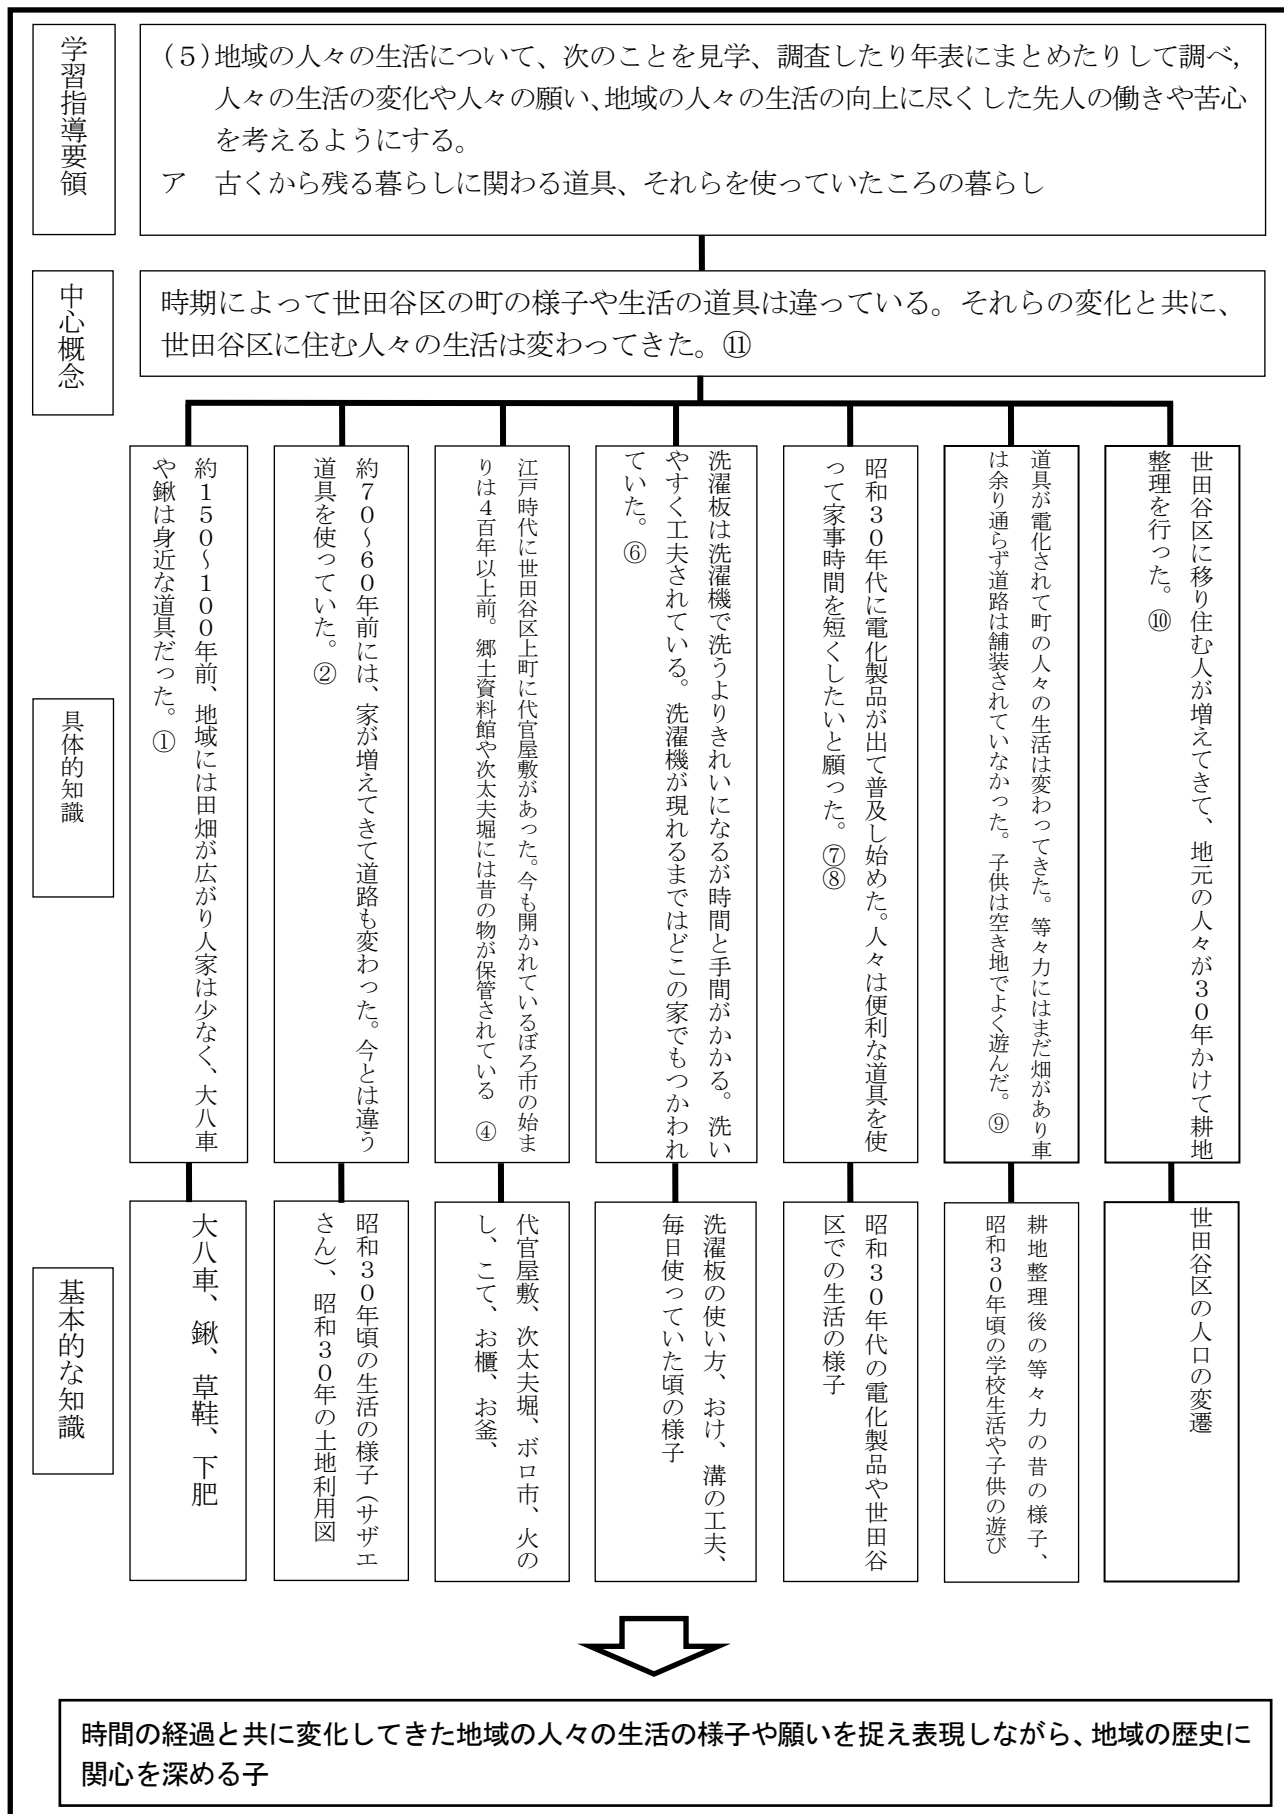 学習指導要領
(5)地域の人々の生活について、次のことを見学、調査したり年表にまとめたりして調べ,
人々の生活の変化や人々の願い、地域の人々の生活の向上に尽くした先人の働きや苦心
を考えるようにする。
ア　古くから残る暮らしに関わる道具、それらを使っていたころの暮らし
中心概念
時期によって世田谷区の町の様子や生活の道具は違っている。それらの変化と共に、
世田谷区に住む人々の生活は変わってきた。⑪
具体的知識
世田谷区に移り住む人が増えてきて、地元の人々が30年かけて耕地
整理を行った。⑩
道具が電化されて町の人々の生活は変わってきた。等々力にはまだ畑があり車
は余り通らず道路は舗装されていなかった。子供は空き地でよく遊んだ。⑨
昭和30年代に電化製品が出て普及し始めた。人々は便利な道具を使
って家事時間を短くしたいと願った。⑦⑧
洗濯板は洗濯機で洗うよりきれいになるが時間と手間がかかる。洗い
やすく工夫されている。洗濯機が現れるまではどこの家でもつかわれ
ていた。⑥
江戸時代に世田谷区上町に代官屋敷があった。今も開かれているぼろ市の始ま
りは4百年以上前。郷土資料館や次太夫堀には昔の物が保管されている　④
約70～60年前には、家が増えてきて道路も変わった。今とは違う
道具を使っていた。②
約150～100年前、地域には田畑が広がり人家は少なく、大八車
や鍬は身近な道具だった。①
基本的な知識
世田谷区の人口の変遷
耕地整理後の等々力の昔の様子、
昭和30年頃の学校生活や子供の遊び
昭和30年代の電化製品や世田谷
区での生活の様子
洗濯板の使い方、おけ、溝の工夫、
毎日使っていた頃の様子
代官屋敷、次太夫堀、ボロ市、火の
し、こて、お櫃、お釜、
昭和30年頃の生活の様子(サザエ
さん)、昭和30年の土地利用図
大八車、鍬、草鞋、下肥
時間の経過と共に変化してきた地域の人々の生活の様子や願いを捉え表現しながら、地域の歴史に
関心を深める子